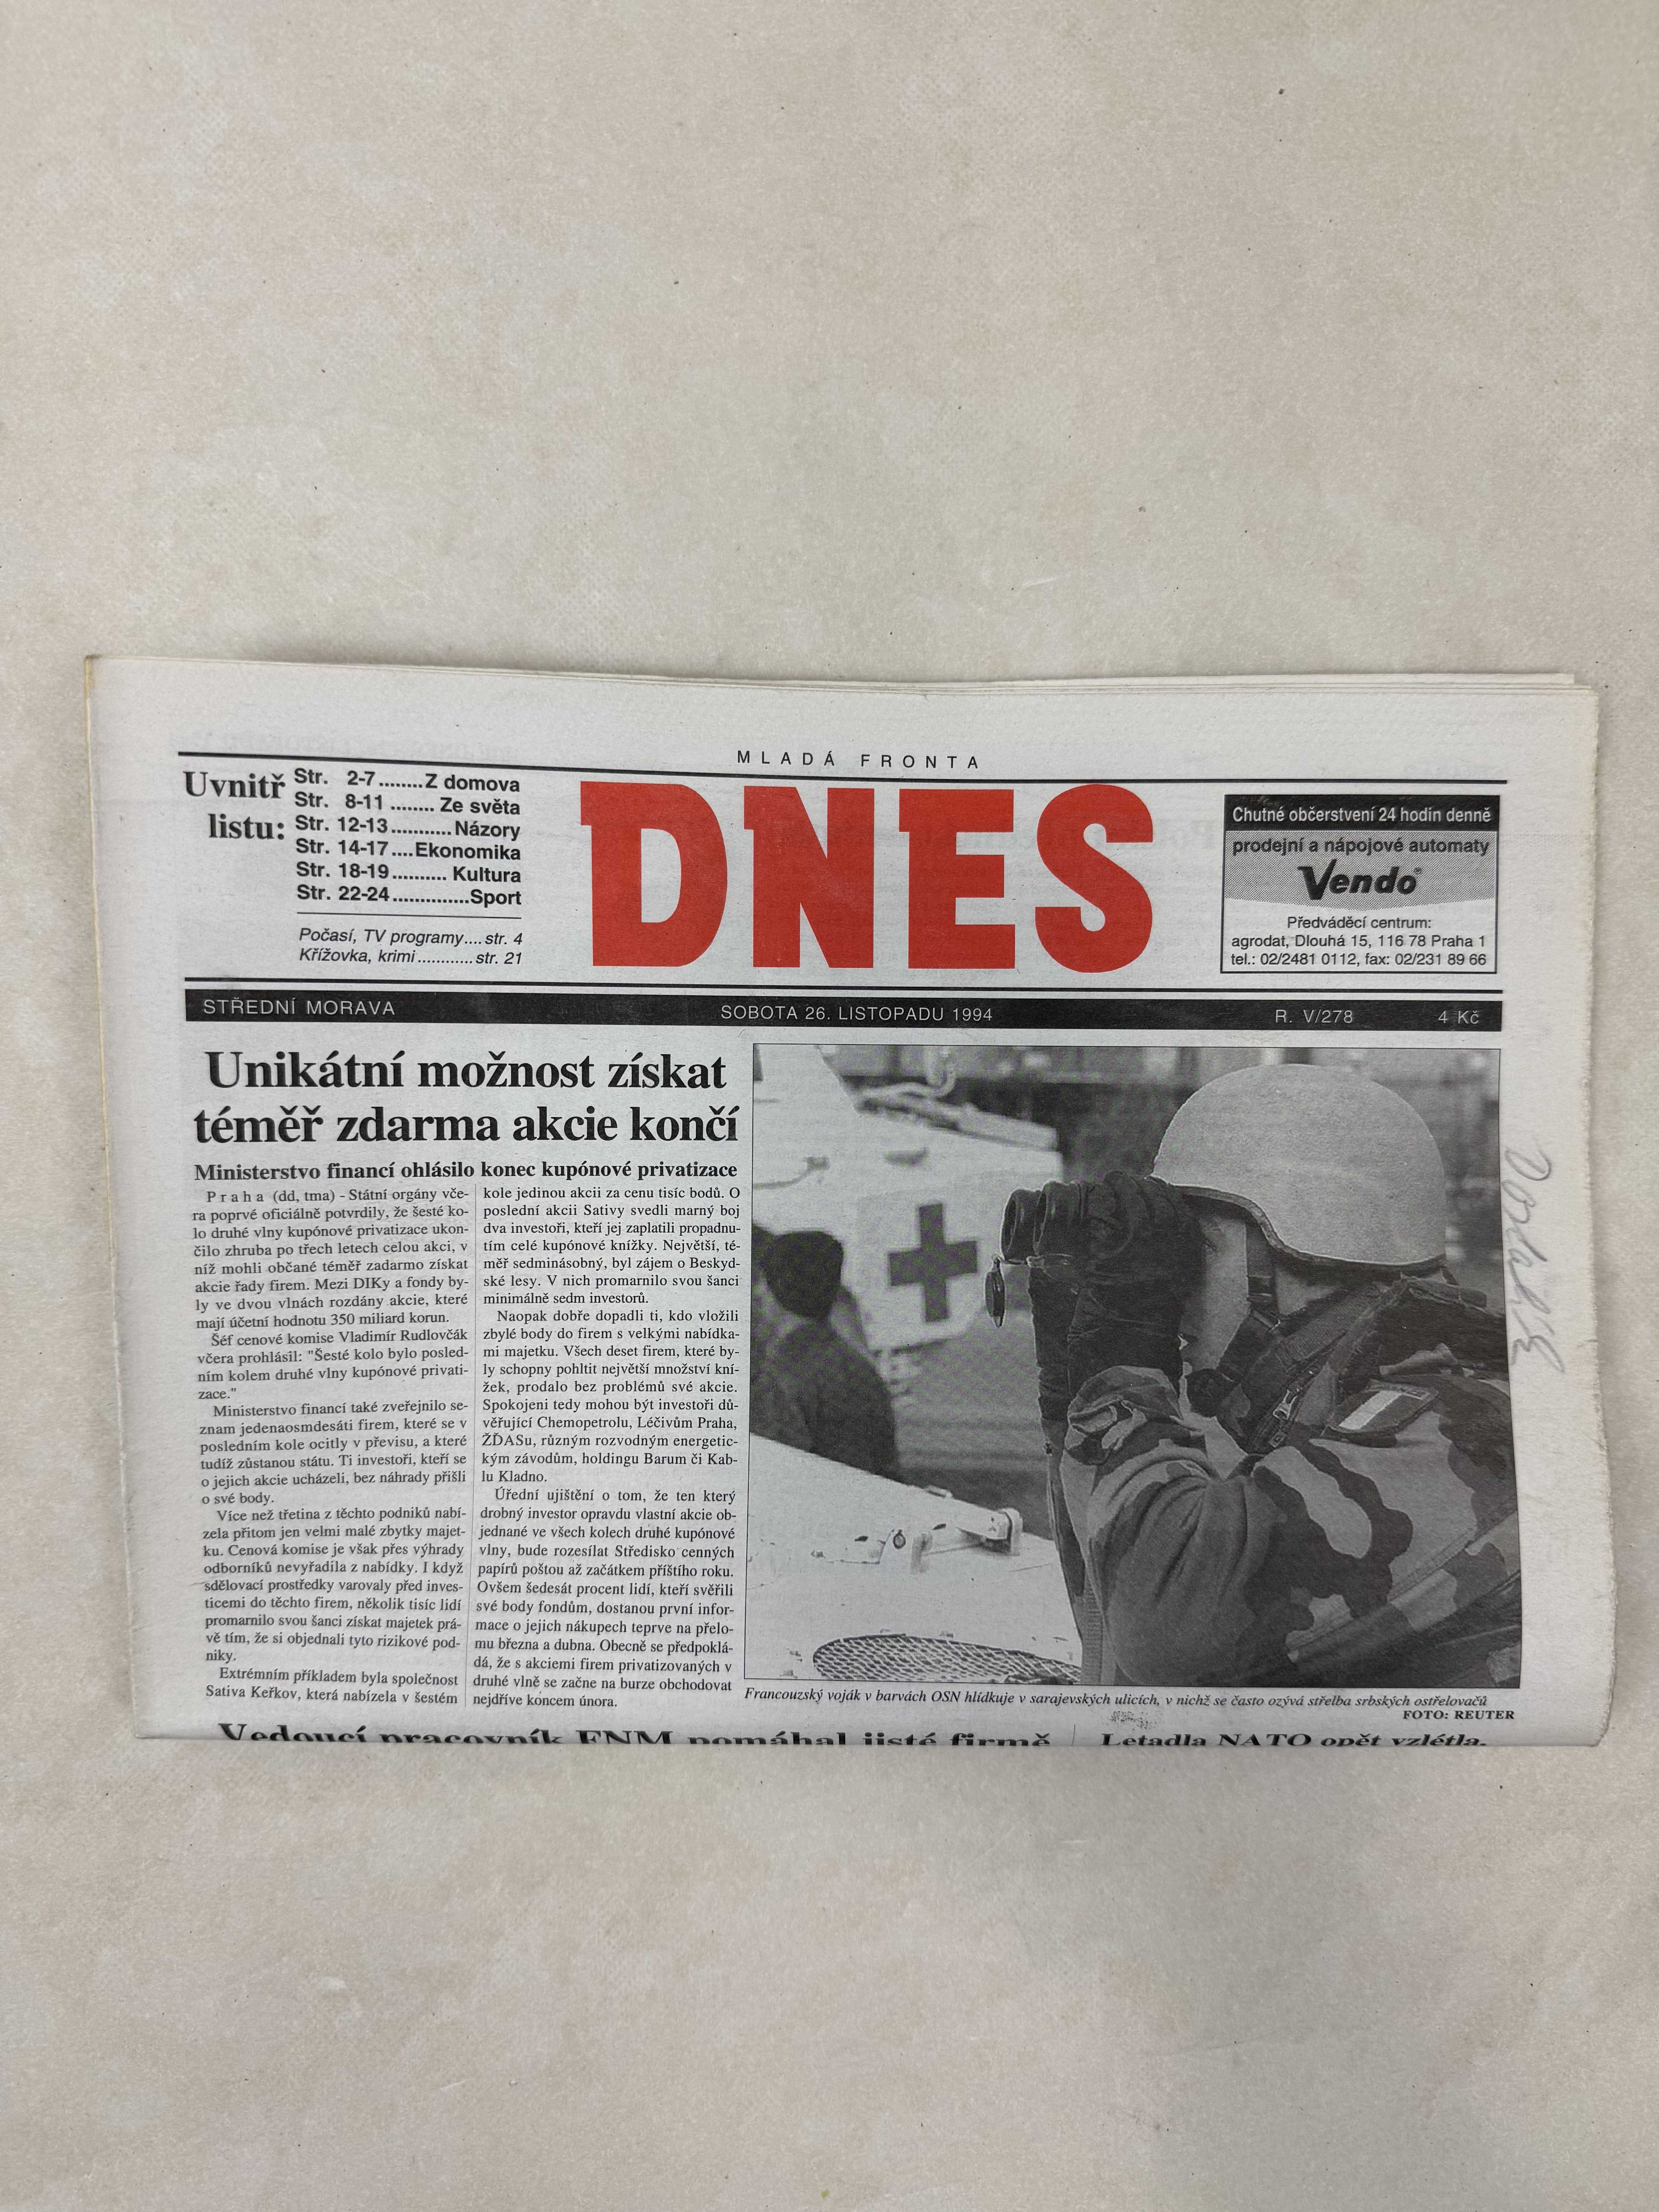 MLADÁ FRONTA
Uvnitř
listu:
Str. 2-7........Z domova
Str. 8-11 ........ Ze světa
Str. 12-13...........Názory
Str. 14-17....Ekonomika
Str. 18-19.......... Kultura
Str. 22-24..............Sport
Počasí, TV programy....str. 4
Křížovka, krimi............str. 21
DNES
Chutné občerstvení 24 hodin denně
prodejní a nápojové automaty
Vendo
Předváděcí centrum:
agrodat, Dlouhá 15, 116 78 Praha 1
tel.: 02/2481 0112, fax: 02/231 89 66
STŘEDNÍ MORAVA SOBOTA 26. LISTOPADU 1994 R. V/278 4 Kč
Unikátní možnost získat
téměř zdarma akcie končí
Ministerstvo financí ohlásilo konec kupónové privatizace
Praha (dd, tma) - Státní orgány vče-
ra poprvé oficiálně potvrdily, že šesté ko-
lo druhé vlny kupónové privatizace ukon-
čilo zhruba po třech letech celou akci, v
níž mohli občané téměř zadarmo získat
akcie řady firem. Mezi DIKy a fondy by-
ly ve dvou vlnách rozdány akcie, které
mají účetní hodnotu 350 miliard korun.
Šéf cenové komise Vladimír Rudlovčák
včera prohlásil: "Šesté kolo bylo posled-
ním kolem druhé vlny kupónové privati-
zace."
Ministerstvo financí také zveřejnilo se-
znam jedenaosmdesáti firem, které se v
posledním kole ocitly v převisu, a které
tudíž zůstanou státu. Ti investoři, kteří se
o jejich akcie ucházeli, bez náhrady přišli
o své body.
Více než třetina z těchto podniků nabí-
zela přitom jen velmi malé zbytky majet-
ku. Cenová komise je však přes výhrady
odborníků nevyřadila z nabídky. I když
sdělovací prostředky varovaly před inves-
ticemi do těchto firem, několik tisíc lidí
promarnilo svou šanci získat majetek prá-
vě tím, že si objednali tyto rizikové pod-
niky.
Extrémním příkladem byla společnost
Sativa Keřkov, která nabízela v šestém
kole jedinou akcii za cenu tisíc bodů. O
poslední akcii Sativy svedli marný boj
dva investoři, kteří jej zaplatili propadnu-
tím celé kupónové knížky. Největší, té-
měř sedminásobný, byl zájem o Beskyd-
ské lesy. V nich promarnilo svou šanci
minimálně sedm investorů.
Naopak dobře dopadli ti, kdo vložili
zbylé body do firem s velkými nabídka-
mi majetku. Všech deset firem, které by-
ly schopny pohltit největší množství kní-
žek, prodalo bez problémů své akcie.
Spokojeni tedy mohou být investoři dů-
věřující Chemopetrolu, Léčivům Praha,
ŽĎASu, různým rozvodným energetic-
kým závodům, holdingu Barum či Kab-
lu Kladno.
Úřední ujištění o tom, že ten který
drobný investor opravdu vlastní akcie ob-
jednané ve všech kolech druhé kupónové
vlny, bude rozesílat Středisko cenných
papírů poštou až začátkem příštího roku.
Ovšem šedesát procent lidí, kteří svěřili
své body fondům, dostanou první infor-
mace o jejich nákupech teprve na přelo-
mu března a dubna. Obecně se předpoklá-
dá, že s akciemi firem privatizovaných v
druhé vlně se začne na burze obchodovat
nejdříve koncem února.
Francouzský voják v barvách OSN hlídkuje v sarajevských ulicích, v nichž se často ozývá střelba srbských ostřelovačů
FOTO: REUTER
Vedoucí pracovník FNM pomáhal jisté firmě
Letadla NATO opět vzlétla.